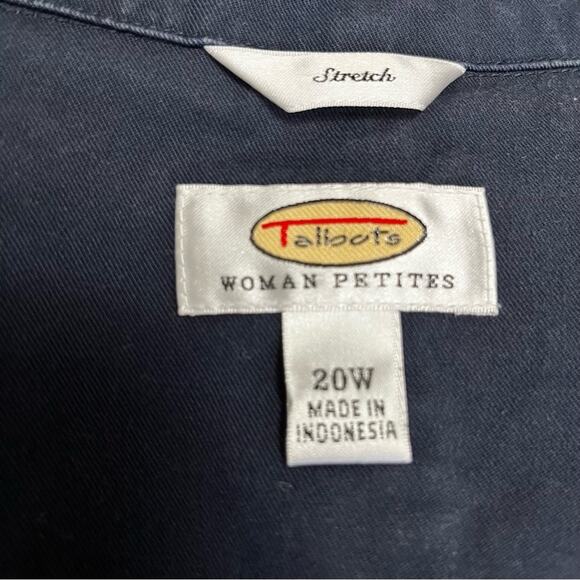 Stretch
Talbots
WOMAN PETITES
20W
MADE IN
INDONESIA